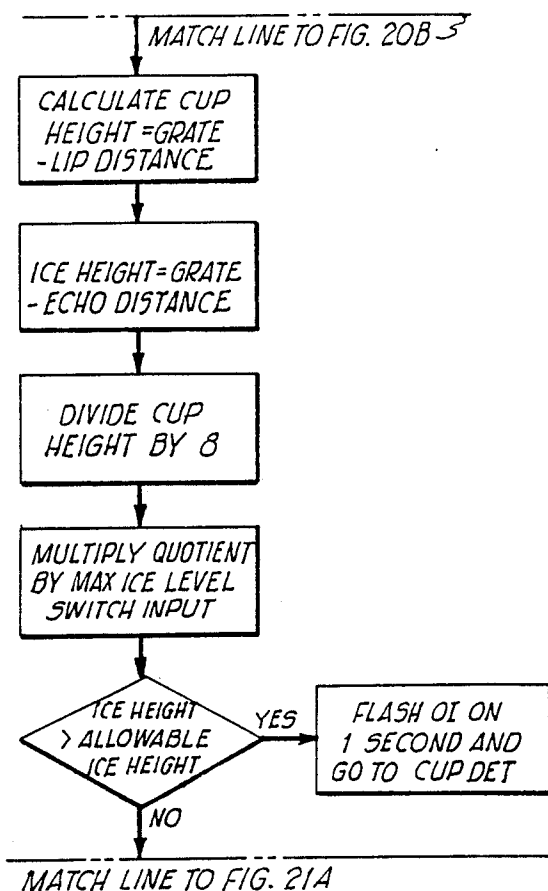 MATCH LINE TO FIG. 20B-3
CALCULATE CUP
HEIGHT=GRATE
-LIP DISTANCE
ICE HEIGHT=GRATE
-ECHO DISTANCE
DIVIDE CUP
HEIGHT BY 8
MULTIPLY QUOTIENT
BY MAX ICE LEVEL
SWITCH INPUT
ICE HEIGHT
> ALLOWABLE
ICE HEIGHT
YES
FLASH OI ON
1 SECOND AND
GO TO CUP DET
NO
MATCH LINE TO FIG. 21A